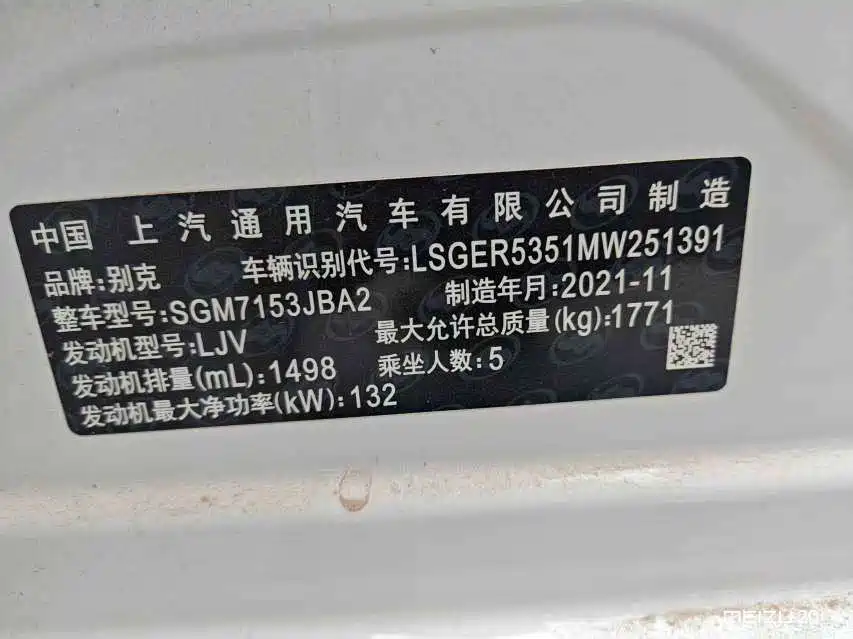 中国 上汽通用汽车有限公司制造
品牌:别克 车辆识别代号:LSGER5351MW251391
整车型号:SGM7153JBA2 制造年月:2021-11
发动机型号:LJV 最大允许总质量(kg):1771
发动机排量(mL):1498 乘坐人数:5
发动机最大净功率(kW):132